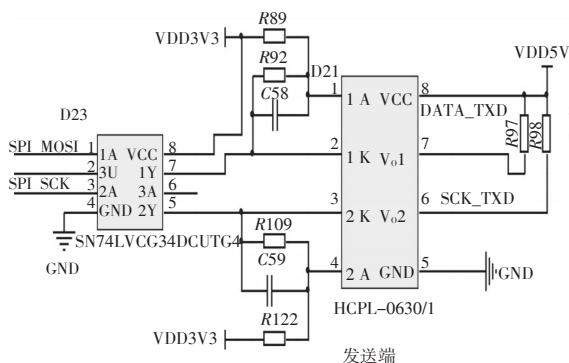 R89
VDD3V3
R92
VDD5V
D21
C58
1 1 A VCC 8
DATA_TXD
R97
R98
D23
SPI_MOSI 1 1A VCC 8
2 3U 1Y 7
SPI_SCK 3 2A 3A 6
4 GND 2Y 5
2 1 K Vo1 7
3 2 K Vo2 6
SCK_TXD
SN74LVCG34DCUTG4
GND
R109
C59
4 2 A GND 5
GND
HCPL-0630/1
VDD3V3
R122
发送端